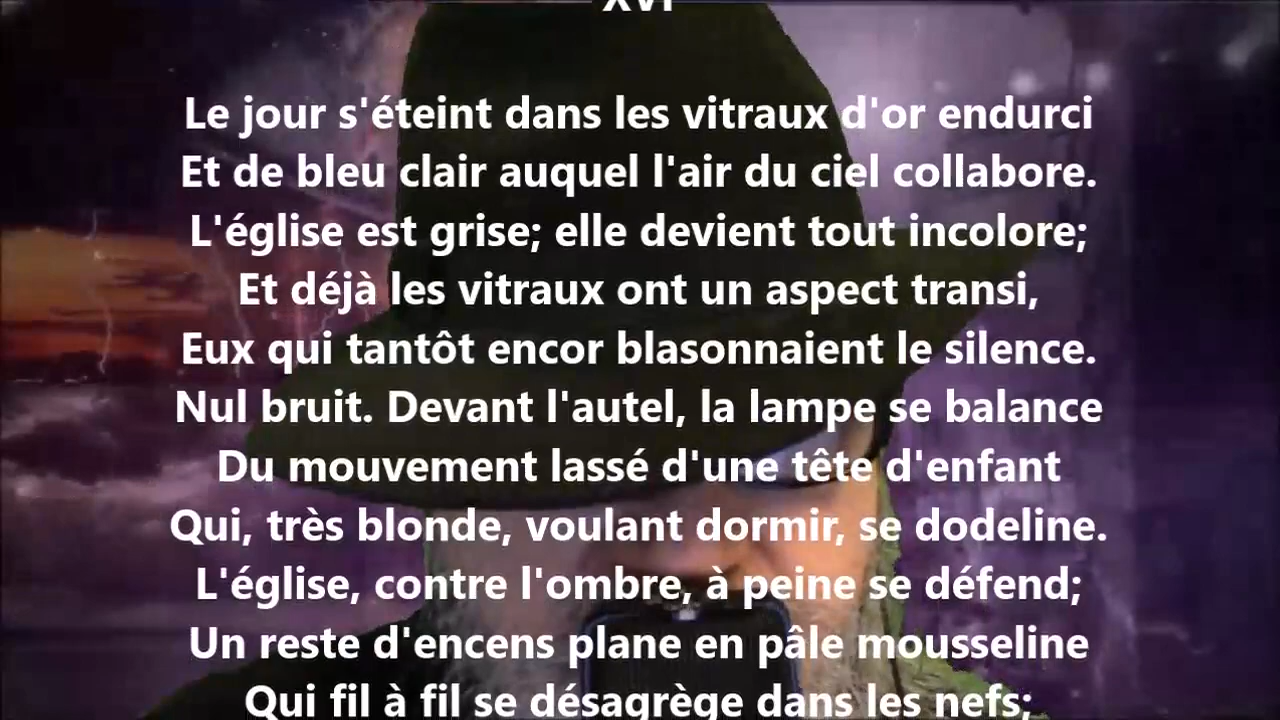 XVI
Le jour s'éteint dans les vitraux d'or endurci
Et de bleu clair auquel l'air du ciel collabore.
L'église est grise; elle devient tout incolore;
Et déjà les vitraux ont un aspect transi,
Eux qui tantôt encor blasonnaient le silence.
Nul bruit. Devant l'autel, la lampe se balance
Du mouvement lassé d'une tête d'enfant
Qui, très blonde, voulant dormir, se dodeline.
L'église, contre l'ombre, à peine se défend;
Un reste d'encens plane en pâle mousseline
Qui fil à fil se désagrège dans les nefs;